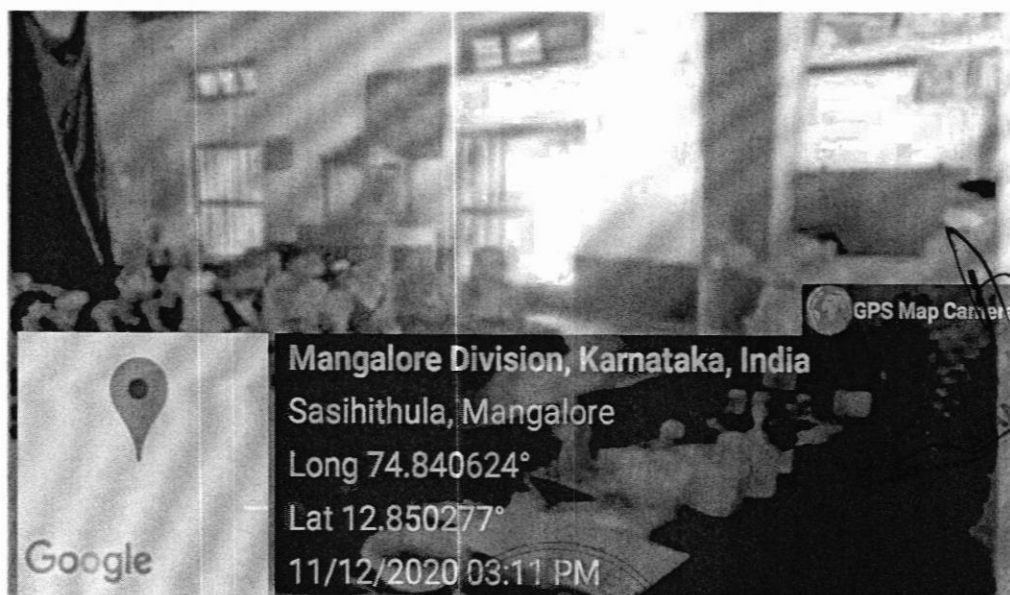 GPS Map Camera
Mangalore Division, Karnataka, India
Sasihithula, Mangalore
Long 74.840624°
Lat 12.850277°
11/12/2020 03:11 PM
Google